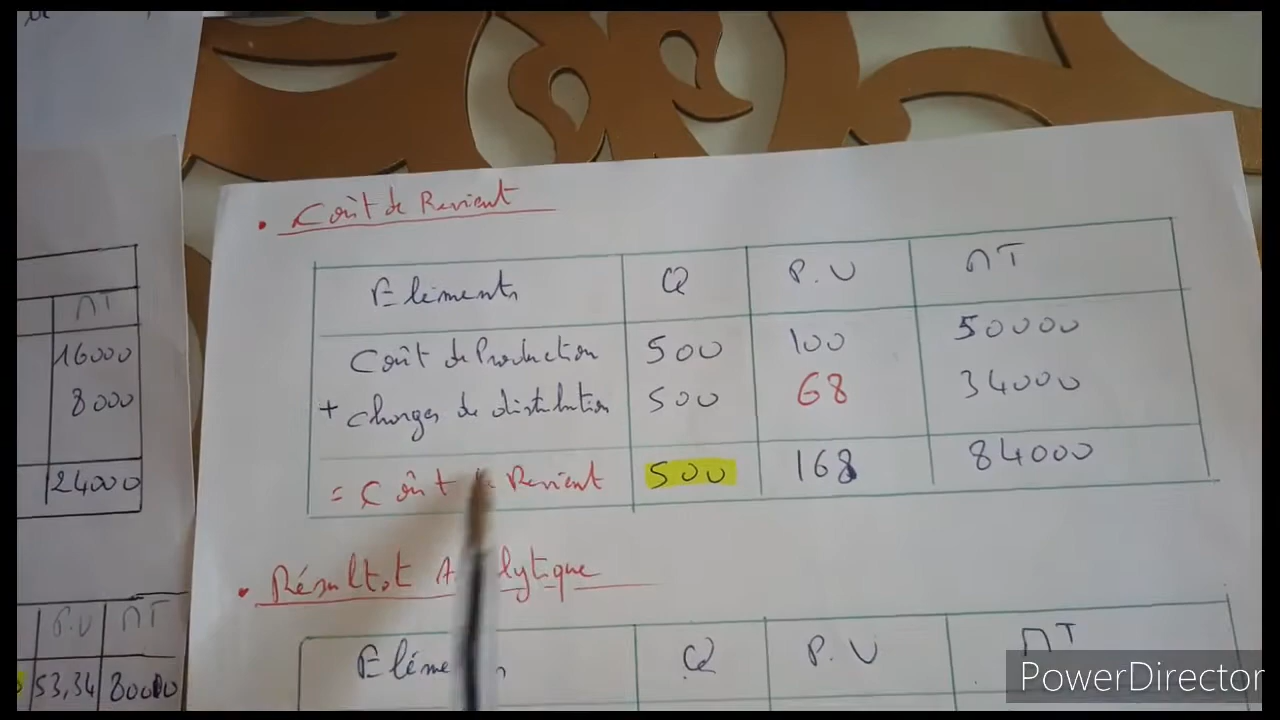 • Coût de Revient
Eléments Q P.U MT
Coût de Production 500 100 50000
+ charges de distribution 500 68 34000
= Coût Revient 500 168 84000
• Résultat Analytique
Eléments Q P.U MT
MT
16000
8000
24000
P.U MT
53,34 80000
PowerDirector